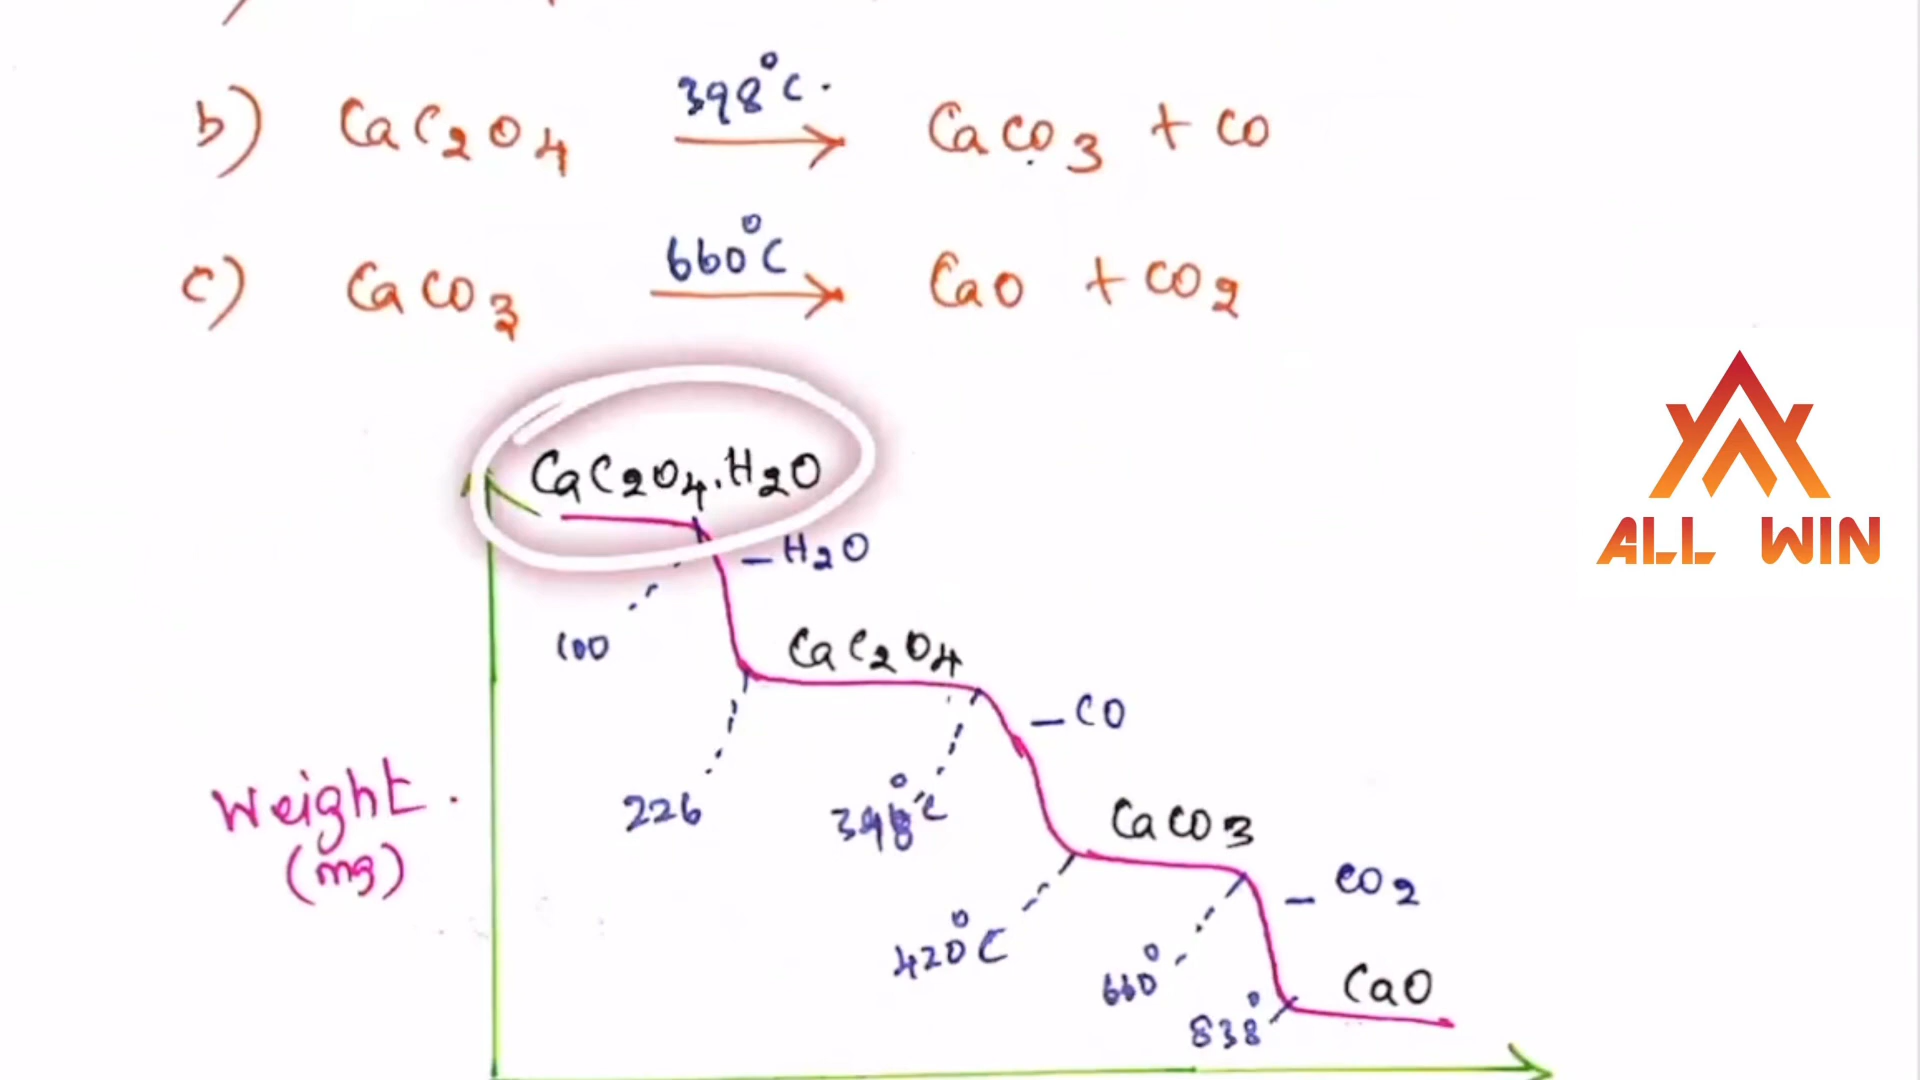 b) CaC₂O₄ 398°C. → CaCO₃ + CO
c) CaCO₃ 660°C → CaO + CO₂
CaC₂O₄.H₂O
– H₂O
100
CaC₂O₄
226
– CO
398°C
Weight.
(mg)
CaCO₃
420°C
– CO₂
660°
CaO
838°
ALL WIN